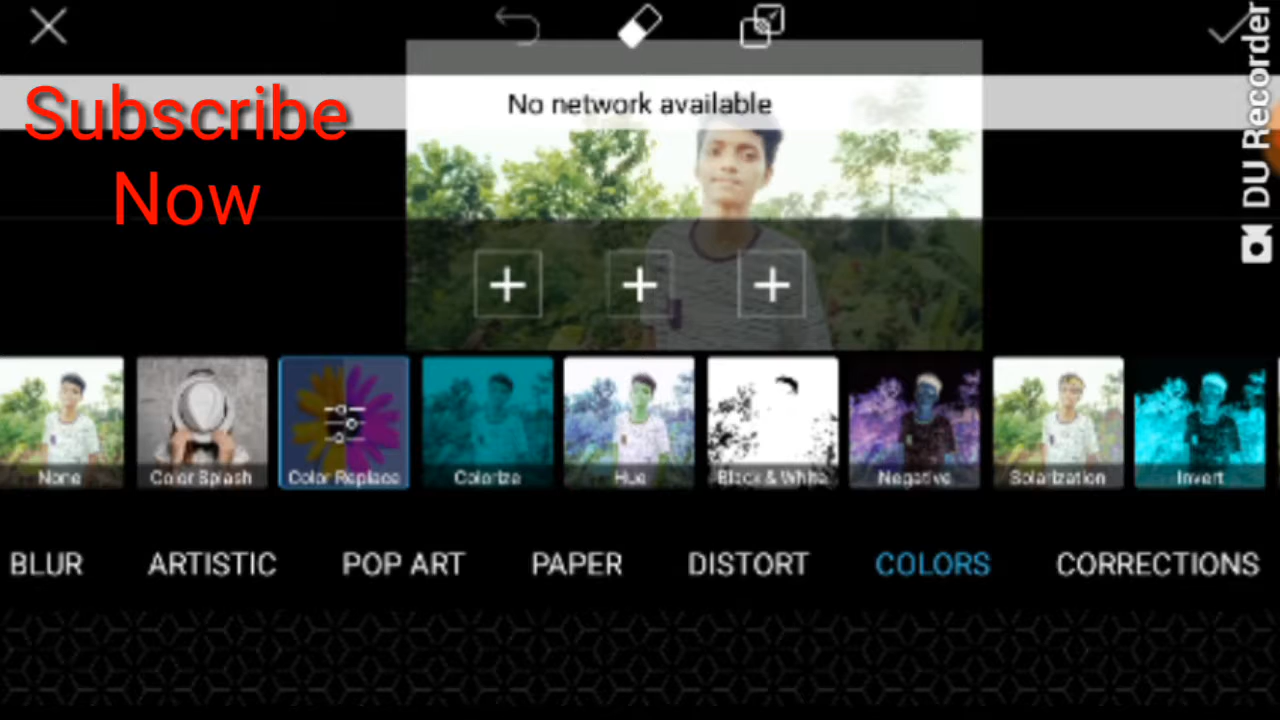 No network available
Subscribe
Now
DU Recorder
None
Color Splash
Color Replace
Colorize
Hue
Black & White
Negative
Solarization
Invert
BLUR
ARTISTIC
POP ART
PAPER
DISTORT
COLORS
CORRECTIONS